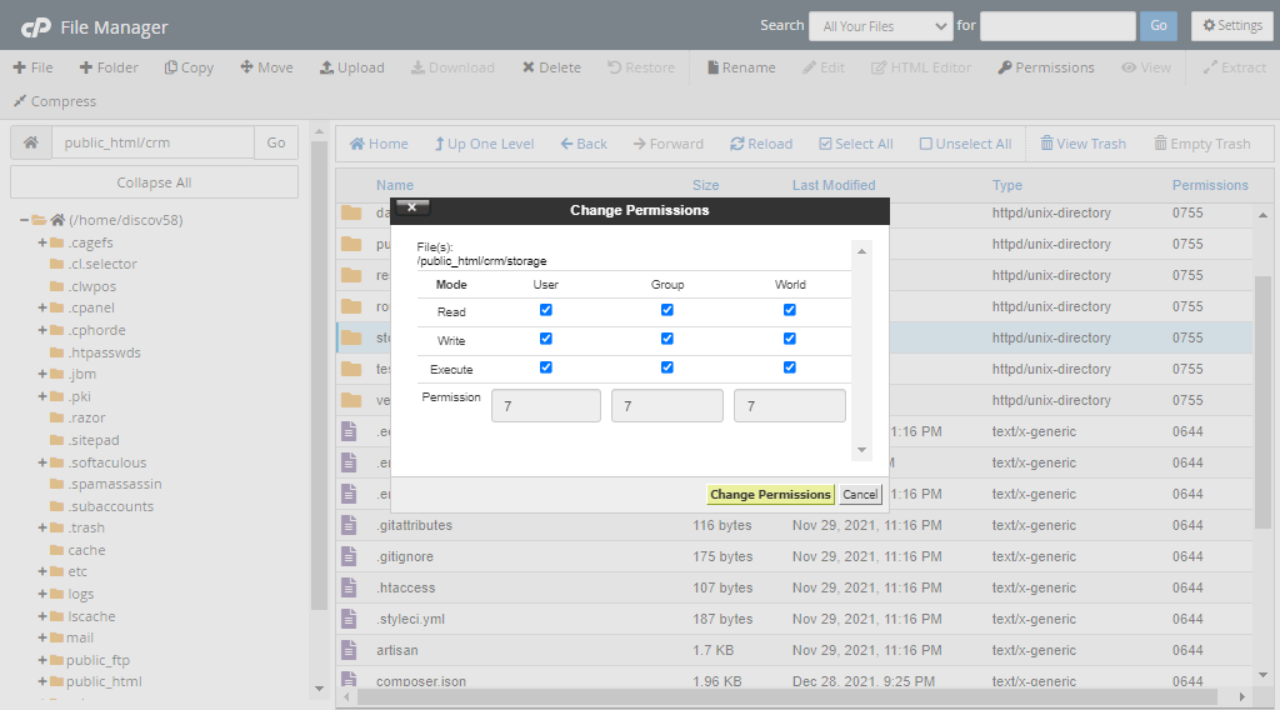 cP File Manager
Search All Your Files for Go Settings
File Folder Copy Move Upload Download Delete Restore Rename Edit HTML Editor Permissions View Extract
Compress
public_html/crm Go
Collapse All
(/home/discov58)
.cagefs
.cl.selector
.clwpos
.cpanel
.cphorde
.htpasswds
.jbm
.pki
.razor
.sitepad
.softaculous
.spamassassin
.subaccounts
.trash
cache
etc
logs
lscache
mail
public_ftp
public_html
Home Up One Level Back Forward Reload Select All Unselect All View Trash Empty Trash
Name Size Last Modified Type Permissions
da httpd/unix-directory 0755
pu httpd/unix-directory 0755
re httpd/unix-directory 0755
ro httpd/unix-directory 0755
sto httpd/unix-directory 0755
tes httpd/unix-directory 0755
ve httpd/unix-directory 0755
.ed 1:16 PM text/x-generic 0644
.en M text/x-generic 0644
.en 1:16 PM text/x-generic 0644
.gitattributes 116 bytes Nov 29, 2021, 11:16 PM text/x-generic 0644
.gitignore 175 bytes Nov 29, 2021, 11:16 PM text/x-generic 0644
.htaccess 107 bytes Nov 29, 2021, 11:16 PM text/x-generic 0644
.styleci.yml 187 bytes Nov 29, 2021, 11:16 PM text/x-generic 0644
artisan 1.7 KB Nov 29, 2021, 11:16 PM text/x-generic 0644
composer.json 1.96 KB Dec 28, 2021, 9:25 PM text/x-generic 0644
Change Permissions
File(s):
/public_html/crm/storage
Mode User Group World
Read
Write
Execute
Permission 7 7 7
Change Permissions Cancel